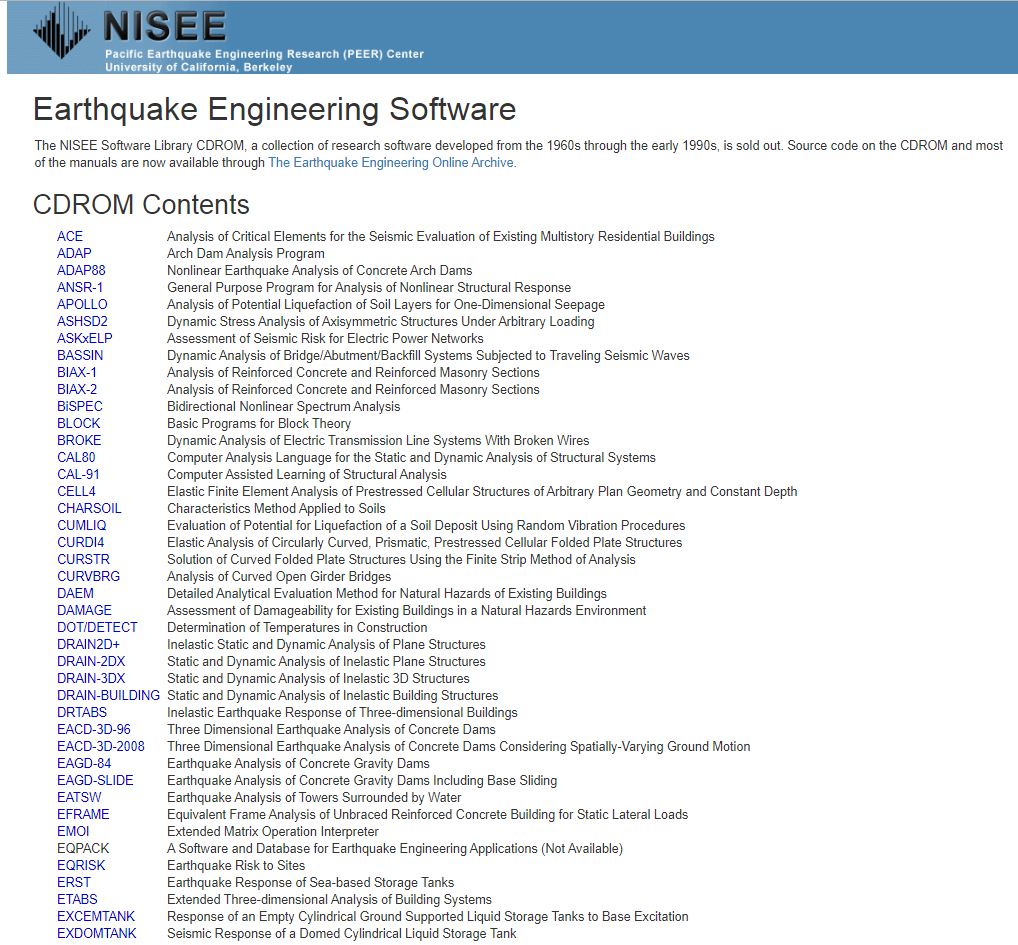 NISEE
Pacific Earthquake Engineering Research (PEER) Center
University of California, Berkeley
Earthquake Engineering Software
The NISEE Software Library CDROM, a collection of research software developed from the 1960s through the early 1990s, is sold out. Source code on the CDROM and most
of the manuals are now available through The Earthquake Engineering Online Archive.
CDROM Contents
ACE Analysis of Critical Elements for the Seismic Evaluation of Existing Multistory Residential Buildings
ADAP Arch Dam Analysis Program
ADAP88 Nonlinear Earthquake Analysis of Concrete Arch Dams
ANSR-1 General Purpose Program for Analysis of Nonlinear Structural Response
APOLLO Analysis of Potential Liquefaction of Soil Layers for One-Dimensional Seepage
ASHSD2 Dynamic Stress Analysis of Axisymmetric Structures Under Arbitrary Loading
ASKxELP Assessment of Seismic Risk for Electric Power Networks
BASSIN Dynamic Analysis of Bridge/Abutment/Backfill Systems Subjected to Traveling Seismic Waves
BIAX-1 Analysis of Reinforced Concrete and Reinforced Masonry Sections
BIAX-2 Analysis of Reinforced Concrete and Reinforced Masonry Sections
BiSPEC Bidirectional Nonlinear Spectrum Analysis
BLOCK Basic Programs for Block Theory
BROKE Dynamic Analysis of Electric Transmission Line Systems With Broken Wires
CAL80 Computer Analysis Language for the Static and Dynamic Analysis of Structural Systems
CAL-91 Computer Assisted Learning of Structural Analysis
CELL4 Elastic Finite Element Analysis of Prestressed Cellular Structures of Arbitrary Plan Geometry and Constant Depth
CHARSOIL Characteristics Method Applied to Soils
CUMLIQ Evaluation of Potential for Liquefaction of a Soil Deposit Using Random Vibration Procedures
CURDI4 Elastic Analysis of Circularly Curved, Prismatic, Prestressed Cellular Folded Plate Structures
CURSTR Solution of Curved Folded Plate Structures Using the Finite Strip Method of Analysis
CURVBRG Analysis of Curved Open Girder Bridges
DAEM Detailed Analytical Evaluation Method for Natural Hazards of Existing Buildings
DAMAGE Assessment of Damageability for Existing Buildings in a Natural Hazards Environment
DOT/DETECT Determination of Temperatures in Construction
DRAIN2D+ Inelastic Static and Dynamic Analysis of Plane Structures
DRAIN-2DX Static and Dynamic Analysis of Inelastic Plane Structures
DRAIN-3DX Static and Dynamic Analysis of Inelastic 3D Structures
DRAIN-BUILDING Static and Dynamic Analysis of Inelastic Building Structures
DRTABS Inelastic Earthquake Response of Three-dimensional Buildings
EACD-3D-96 Three Dimensional Earthquake Analysis of Concrete Dams
EACD-3D-2008 Three Dimensional Earthquake Analysis of Concrete Dams Considering Spatially-Varying Ground Motion
EAGD-84 Earthquake Analysis of Concrete Gravity Dams
EAGD-SLIDE Earthquake Analysis of Concrete Gravity Dams Including Base Sliding
EATSW Earthquake Analysis of Towers Surrounded by Water
EFRAME Equivalent Frame Analysis of Unbraced Reinforced Concrete Building for Static Lateral Loads
EMOI Extended Matrix Operation Interpreter
EQPACK A Software and Database for Earthquake Engineering Applications (Not Available)
EQRISK Earthquake Risk to Sites
ERST Earthquake Response of Sea-based Storage Tanks
ETABS Extended Three-dimensional Analysis of Building Systems
EXCEMTANK Response of an Empty Cylindrical Ground Supported Liquid Storage Tanks to Base Excitation
EXDOMTANK Seismic Response of a Domed Cylindrical Liquid Storage Tank